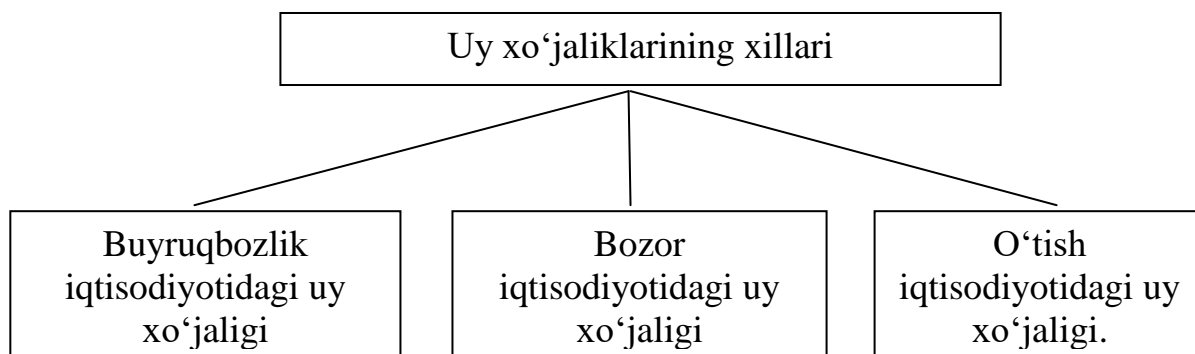 Uy xo‘jaliklarining xillari
Buyruqbozlik
iqtisodiyotidagi uy
xo‘jaligi
Bozor
iqtisodiyotidagi uy
xo‘jaligi
O‘tish
iqtisodiyotidagi uy
xo‘jaligi.